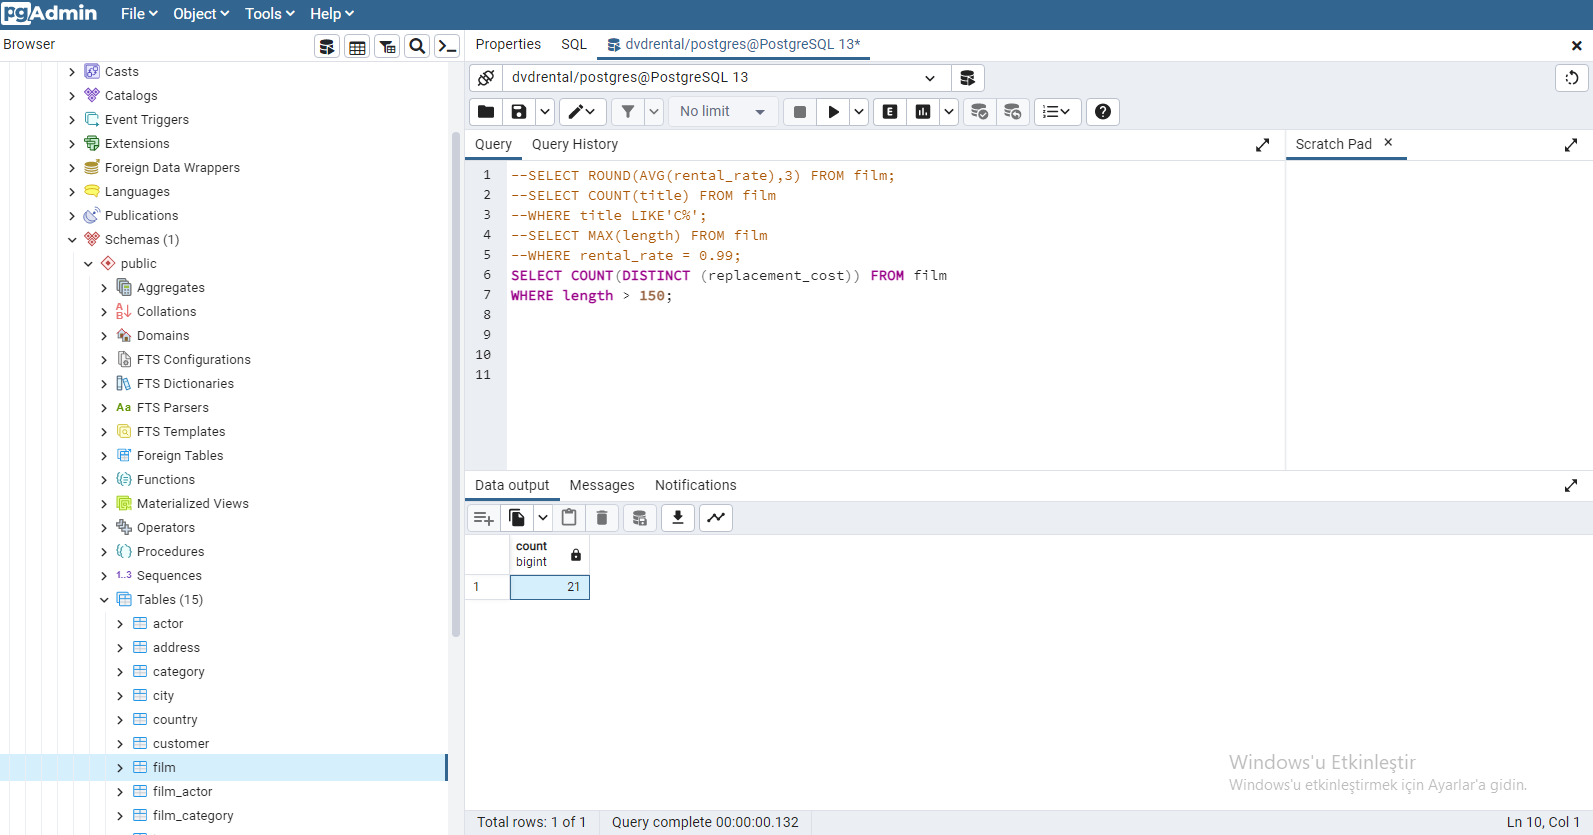 pgAdmin File Object Tools Help
Browser
Properties SQL dvdrental/postgres@PostgreSQL 13*
dvdrental/postgres@PostgreSQL 13
No limit
E
Casts
Catalogs
Event Triggers
Extensions
Foreign Data Wrappers
Languages
Publications
Schemas (1)
public
Aggregates
Collations
Domains
FTS Configurations
FTS Dictionaries
Aa FTS Parsers
FTS Templates
Foreign Tables
Functions
Materialized Views
Operators
Procedures
1..3 Sequences
Tables (15)
actor
address
category
city
country
customer
film
film_actor
film_category
Query Query History
Scratch Pad
1 --SELECT ROUND(AVG(rental_rate),3) FROM film;
2 --SELECT COUNT(title) FROM film
3 --WHERE title LIKE'C%';
4 --SELECT MAX(length) FROM film
5 --WHERE rental_rate = 0.99;
6 SELECT COUNT(DISTINCT (replacement_cost)) FROM film
7 WHERE length > 150;
8
9
10
11
Data output Messages Notifications
count
bigint
1 21
Windows'u Etkinleştir
Windows'u etkinleştirmek için Ayarlar'a gidin.
Total rows: 1 of 1 Query complete 00:00:00.132 Ln 10, Col 1